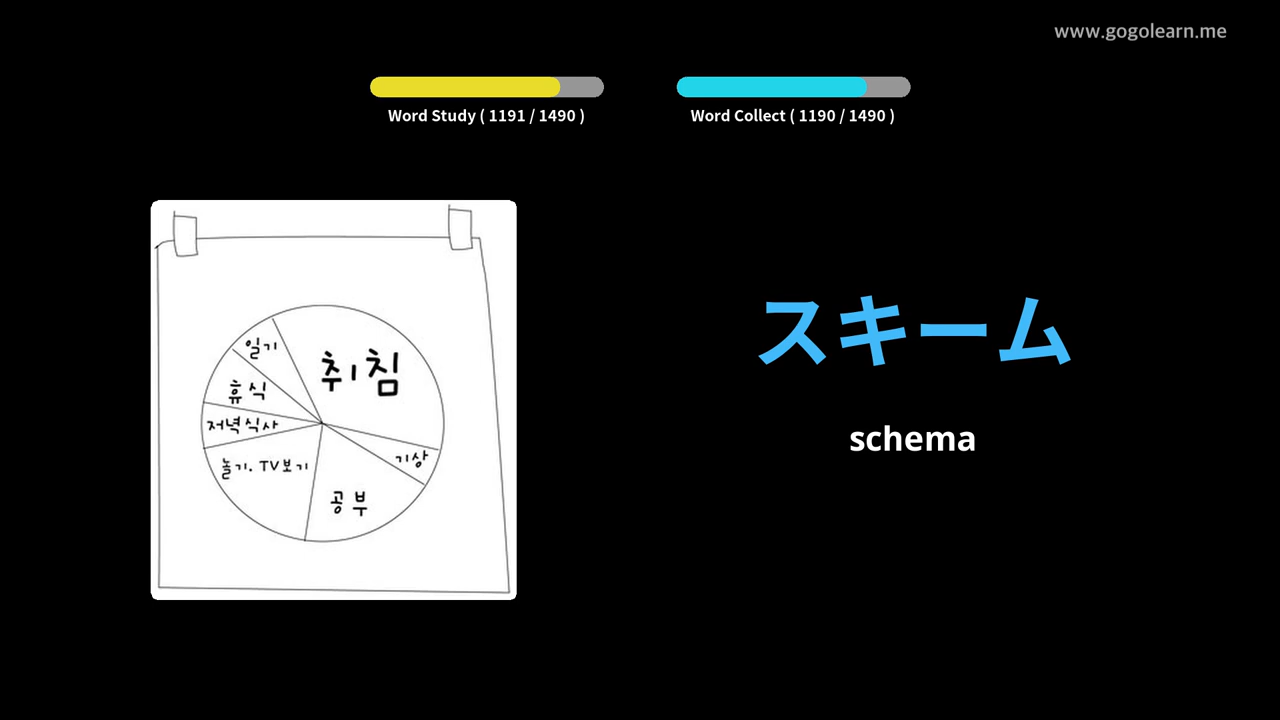 www.gogolearn.me
Word Study ( 1191 / 1490 )
Word Collect ( 1190 / 1490 )
일기
취침
휴식
저녁식사
놀기. TV보기
기상
공부
スキーム
schema